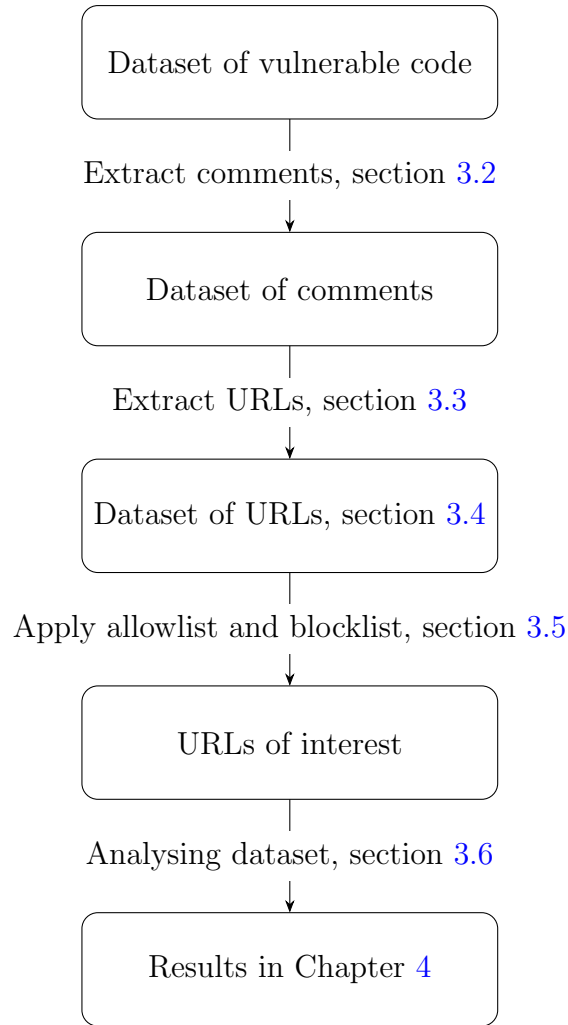 Dataset of vulnerable code
Extract comments, section 3.2
Dataset of comments
Extract URLs, section 3.3
Dataset of URLs, section 3.4
Apply allowlist and blocklist, section 3.5
URLs of interest
Analysing dataset, section 3.6
Results in Chapter 4